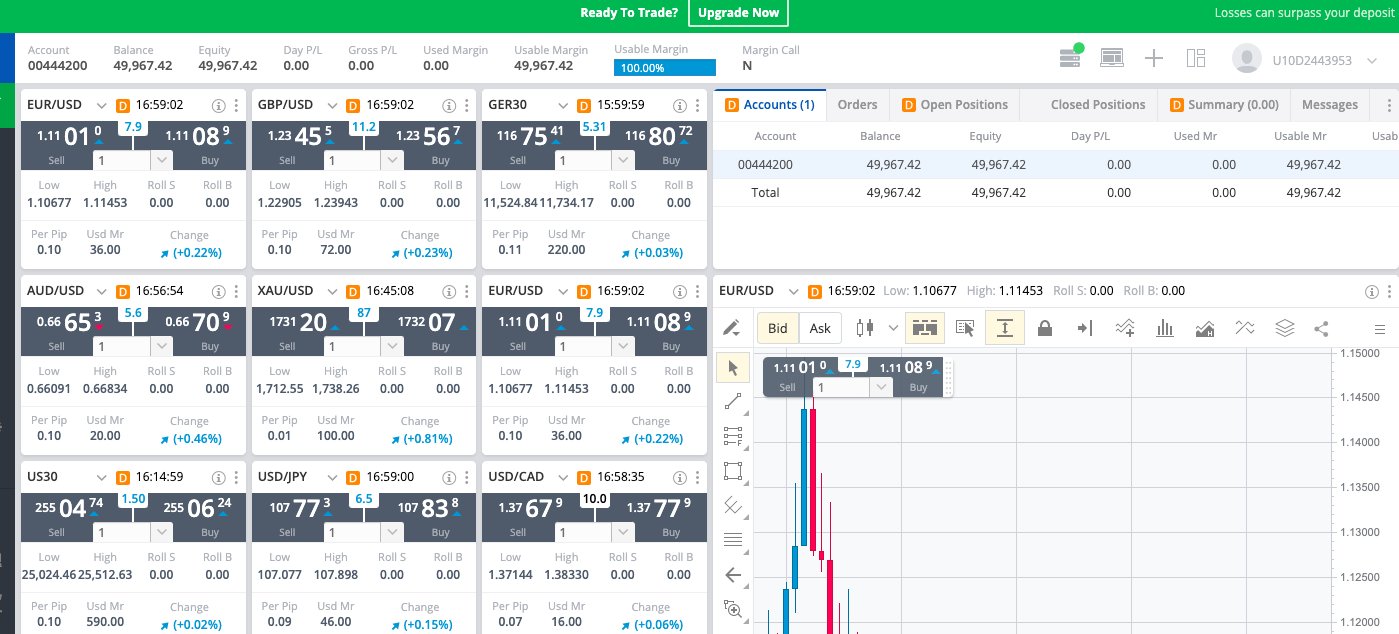 Ready To Trade? Upgrade Now Losses can surpass your deposit
Account Balance Equity Day P/L Gross P/L Used Margin Usable Margin Usable Margin Margin Call
00444200 49,967.42 49,967.42 0.00 0.00 0.00 49,967.42 100.00% N
U10D2443953
EUR/USD D 16:59:02
7.9
1.11 01 0 1.11 08 9
Sell 1 Buy
Low High Roll S Roll B
1.10677 1.11453 0.00 0.00
Per Pip Usd Mr Change
0.10 36.00 (+0.22%)
GBP/USD D 16:59:02
11.2
1.23 45 5 1.23 56 7
Sell 1 Buy
Low High Roll S Roll B
1.22905 1.23943 0.00 0.00
Per Pip Usd Mr Change
0.10 72.00 (+0.23%)
GER30 D 15:59:59
5.31
116 75 41 116 80 72
Sell 1 Buy
Low High Roll S Roll B
11,524.84 11,734.17 0.00 0.00
Per Pip Usd Mr Change
0.11 220.00 (+0.03%)
AUD/USD D 16:56:54
5.6
0.66 65 3 0.66 70 9
Sell 1 Buy
Low High Roll S Roll B
0.66091 0.66834 0.00 0.00
Per Pip Usd Mr Change
0.10 20.00 (+0.46%)
XAU/USD D 16:45:08
87
1731 20 1732 07
Sell 1 Buy
Low High Roll S Roll B
1,712.55 1,738.26 0.00 0.00
Per Pip Usd Mr Change
0.01 100.00 (+0.81%)
EUR/USD D 16:59:02
7.9
1.11 01 0 1.11 08 9
Sell 1 Buy
Low High Roll S Roll B
1.10677 1.11453 0.00 0.00
Per Pip Usd Mr Change
0.10 36.00 (+0.22%)
US30 D 16:14:59
1.50
255 04 74 255 06 24
Sell 1 Buy
Low High Roll S Roll B
25,024.46 25,512.63 0.00 0.00
Per Pip Usd Mr Change
0.10 590.00 (+0.02%)
USD/JPY D 16:59:00
6.5
107 77 3 107 83 8
Sell 1 Buy
Low High Roll S Roll B
107.077 107.898 0.00 0.00
Per Pip Usd Mr Change
0.09 46.00 (+0.15%)
USD/CAD D 16:58:35
10.0
1.37 67 9 1.37 77 9
Sell 1 Buy
Low High Roll S Roll B
1.37144 1.38330 0.00 0.00
Per Pip Usd Mr Change
0.07 16.00 (+0.06%)
D Accounts (1) Orders D Open Positions Closed Positions D Summary (0.00) Messages
Account Balance Equity Day P/L Used Mr Usable Mr Usab
00444200 49,967.42 49,967.42 0.00 0.00 49,967.42
Total 49,967.42 49,967.42 0.00 0.00 49,967.42
EUR/USD D 16:59:02 Low: 1.10677 High: 1.11453 Roll S: 0.00 Roll B: 0.00
Bid Ask
7.9
1.11 01 0 1.11 08 9
Sell 1 Buy
F
1.15000
1.14500
1.14000
1.13500
1.13000
1.12500
1.12000